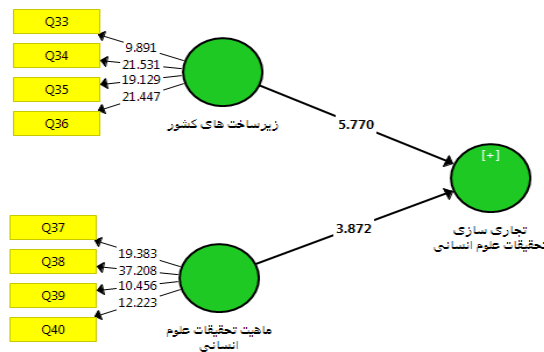 Q33
9.891
Q34
21.531
Q35
19.129
Q36
21.447
زیرساخت های کشور
5.770
[+]
تجاری سازی
تحقیقات علوم انسانی
3.872
Q37
19.383
Q38
37.208
Q39
10.456
Q40
12.223
ماهیت تحقیقات علوم
انسانی